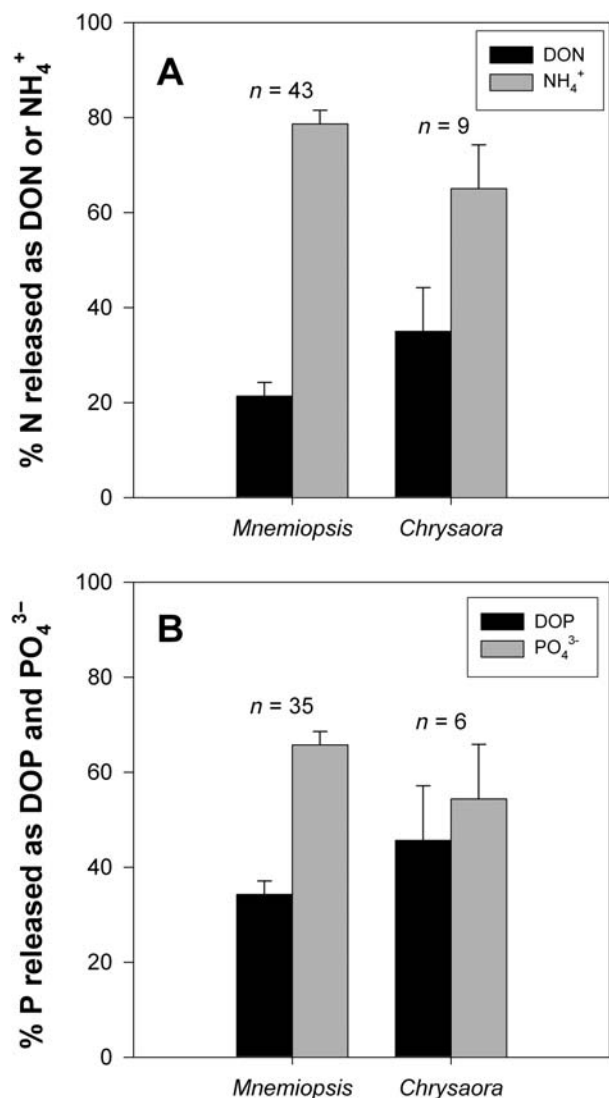 % N released as DON or NH₄⁺
100
80
60
40
20
0
A
DON
NH₄⁺
n = 43
n = 9
Mnemiopsis
Chrysaora
% P released as DOP and PO₄³⁻
100
80
60
40
20
0
B
DOP
PO₄³⁻
n = 35
n = 6
Mnemiopsis
Chrysaora